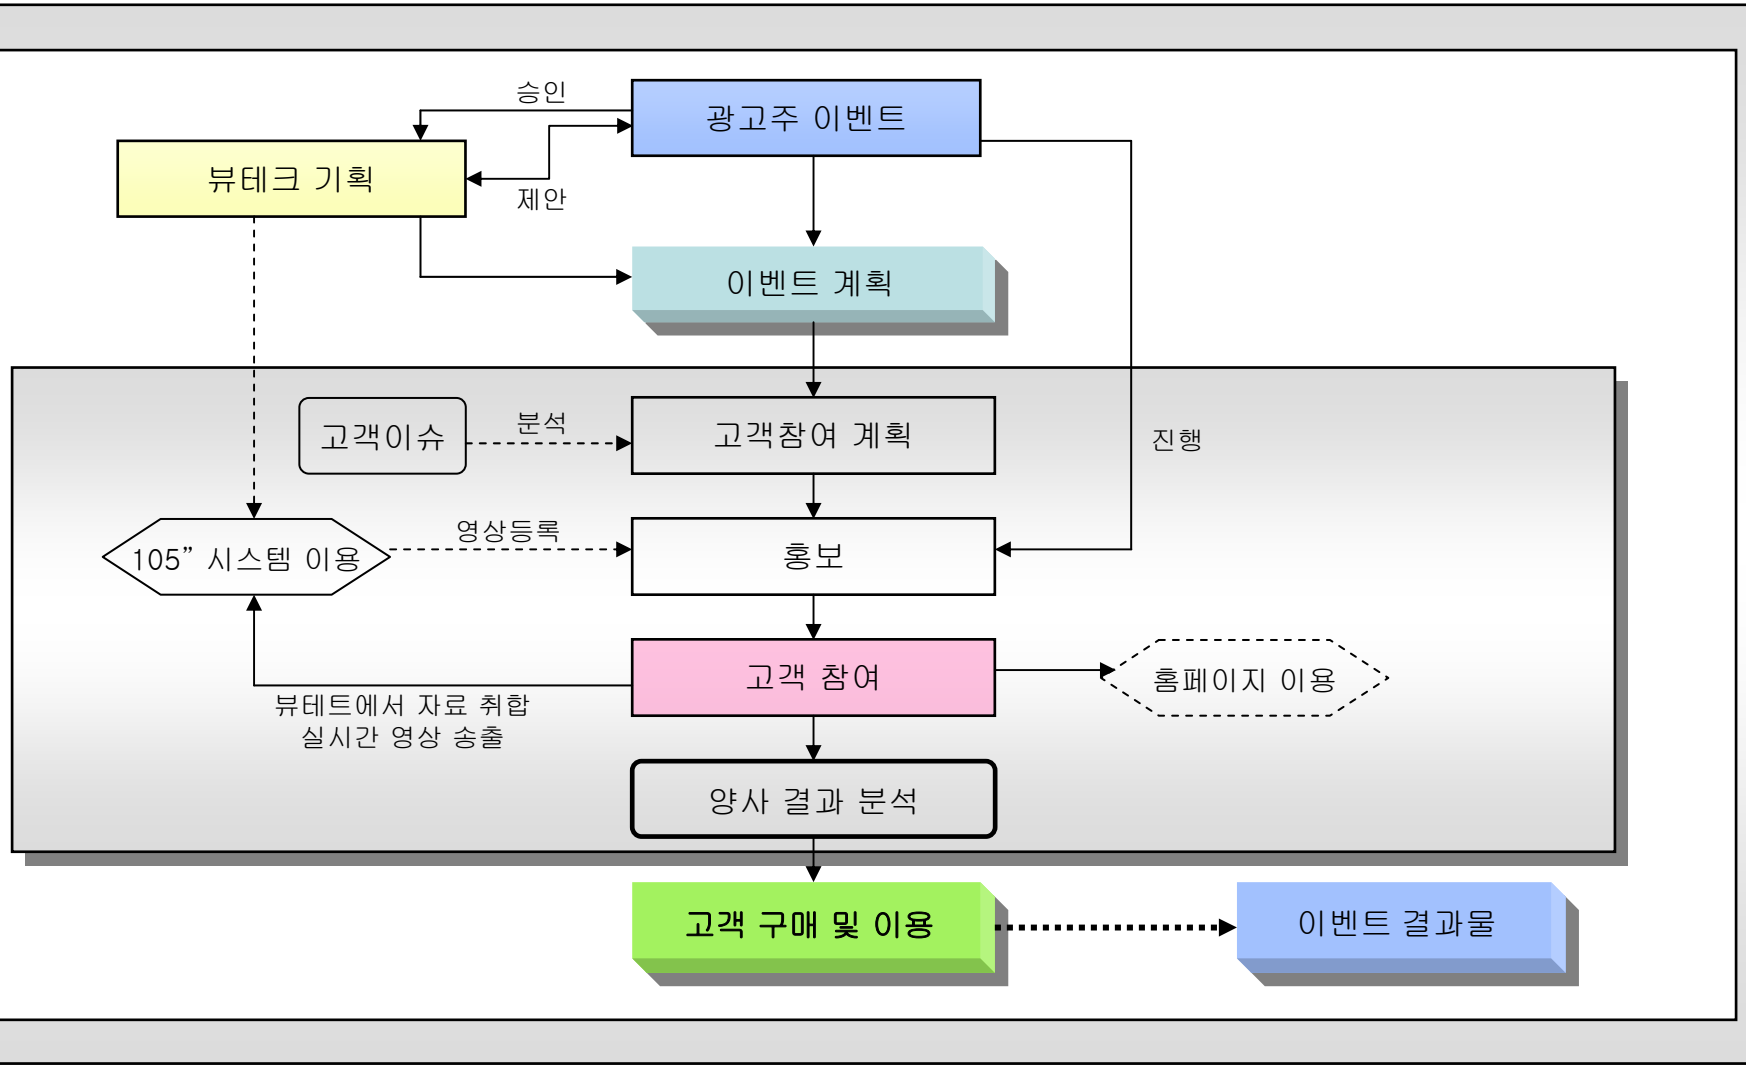 승인
광고주 이벤트
뷰테크 기획
제안
이벤트 계획
고객이슈
분석
고객참여 계획
진행
105” 시스템 이용
영상등록
홍보
고객 참여
홈페이지 이용
뷰테트에서 자료 취합
실시간 영상 송출
양사 결과 분석
고객 구매 및 이용
이벤트 결과물